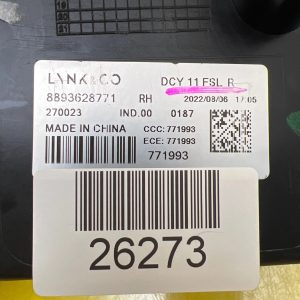 LYNK&CO DCY 11 FSL R
8893628771 RH 2022/08/06 17:05
270023 IND.00 0187
MADE IN CHINA CCC: 771993
ECE: 771993
771993
26273